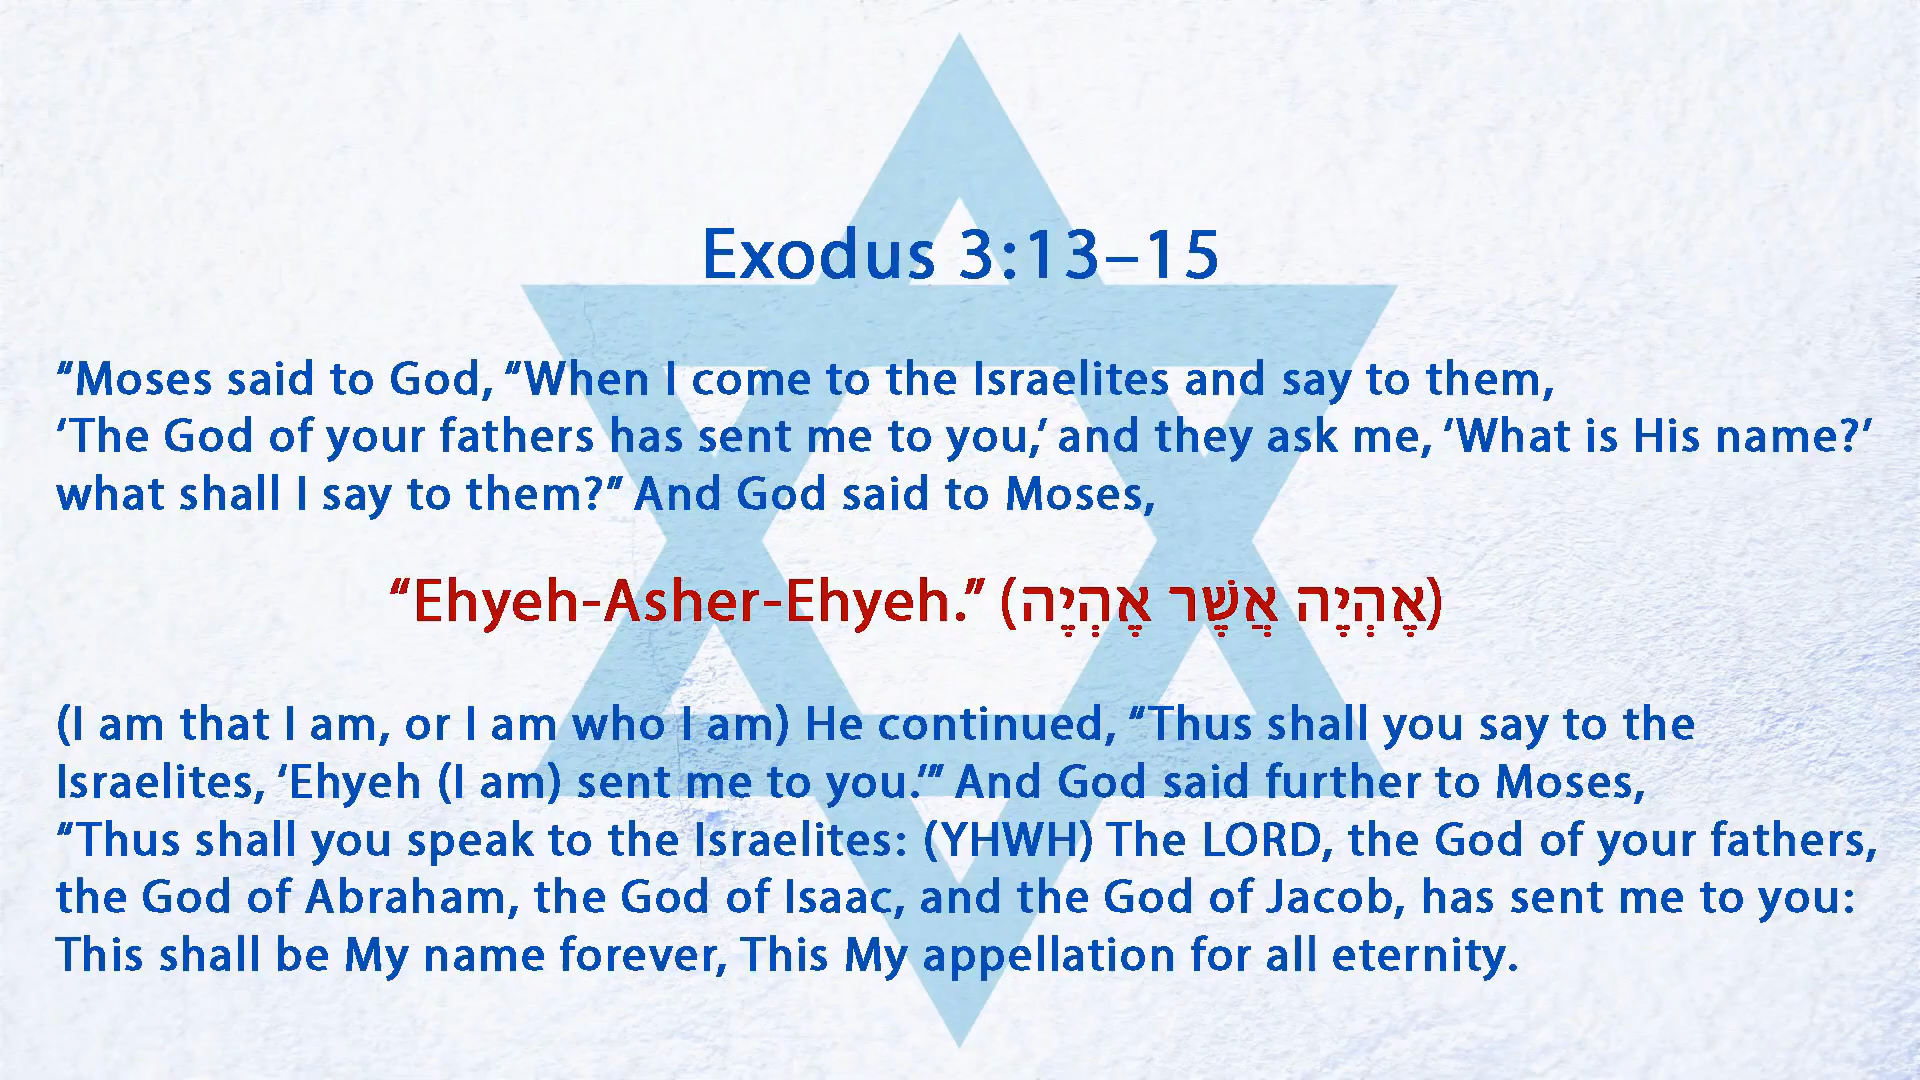 Exodus 3:13–15
“Moses said to God, “When I come to the Israelites and say to them,
‘The God of your fathers has sent me to you,’ and they ask me, ‘What is His name?’
what shall I say to them?” And God said to Moses,
“Ehyeh-Asher-Ehyeh.” (אֶהְיֶה אֲשֶׁר אֶהְיֶה)
(I am that I am, or I am who I am) He continued, “Thus shall you say to the
Israelites, ‘Ehyeh (I am) sent me to you.’” And God said further to Moses,
“Thus shall you speak to the Israelites: (YHWH) The LORD, the God of your fathers,
the God of Abraham, the God of Isaac, and the God of Jacob, has sent me to you:
This shall be My name forever, This My appellation for all eternity.